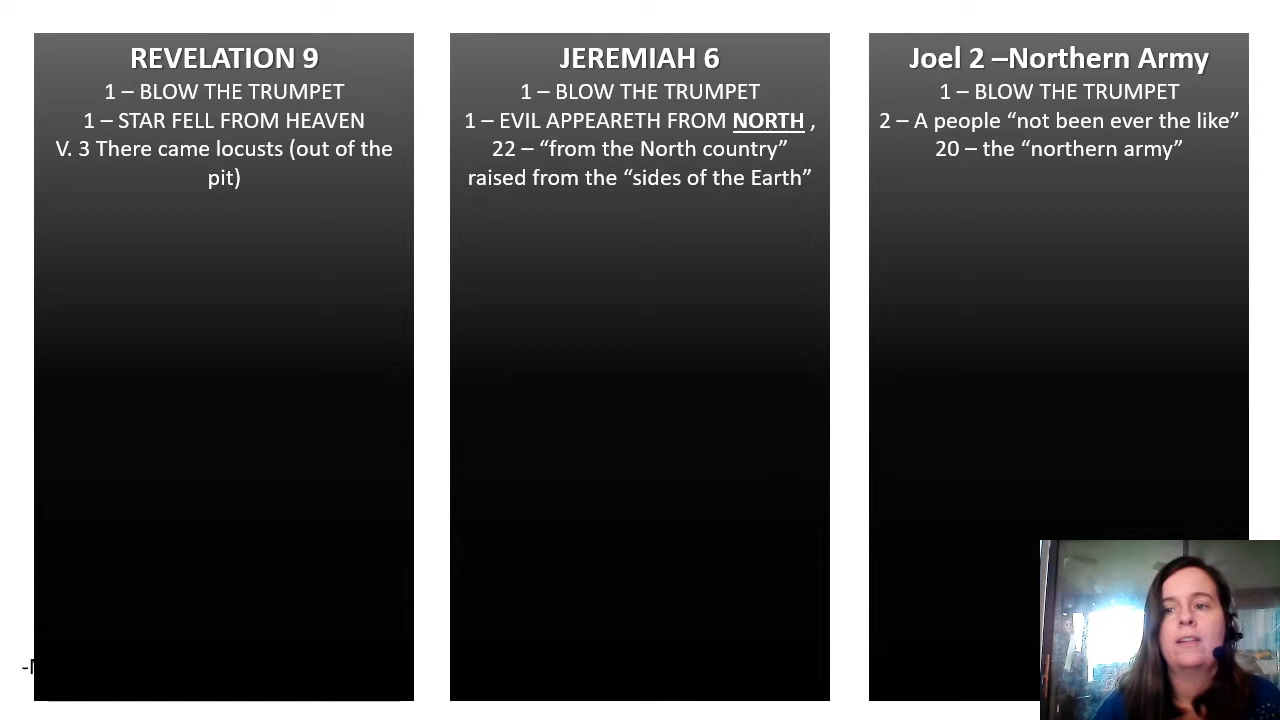 REVELATION 9
1 – BLOW THE TRUMPET
1 – STAR FELL FROM HEAVEN
V. 3 There came locusts (out of the
pit)
JEREMIAH 6
1 – BLOW THE TRUMPET
1 – EVIL APPEARETH FROM NORTH ,
22 – “from the North country”
raised from the “sides of the Earth”
Joel 2 –Northern Army
1 – BLOW THE TRUMPET
2 – A people “not been ever the like”
20 – the “northern army”